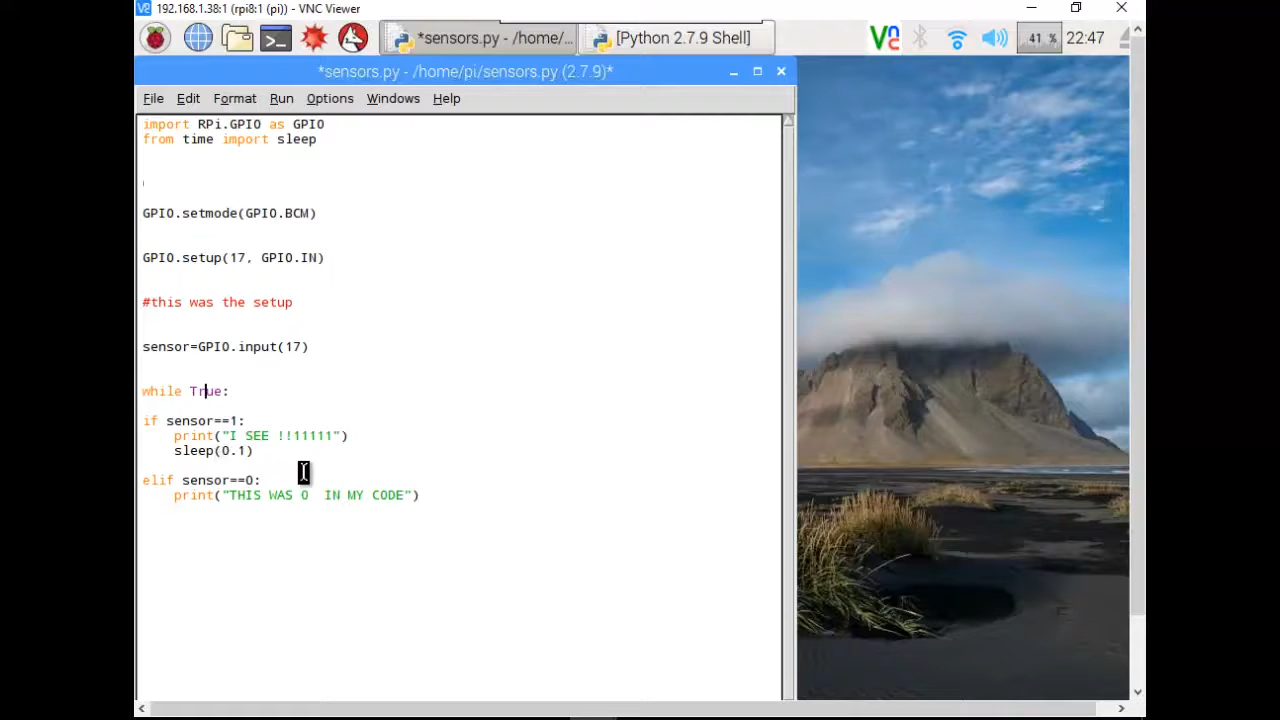 192.168.1.38:1 (rpi8:1 (pi)) - VNC Viewer
*sensors.py - /home/... [Python 2.7.9 Shell] 41 % 22:47
*sensors.py - /home/pi/sensors.py (2.7.9)*
File Edit Format Run Options Windows Help
import RPi.GPIO as GPIO
from time import sleep
GPIO.setmode(GPIO.BCM)
GPIO.setup(17, GPIO.IN)
#this was the setup
sensor=GPIO.input(17)
while True:
if sensor==1:
print("I SEE !!11111")
sleep(0.1)
elif sensor==0:
print("THIS WAS 0  IN MY CODE")